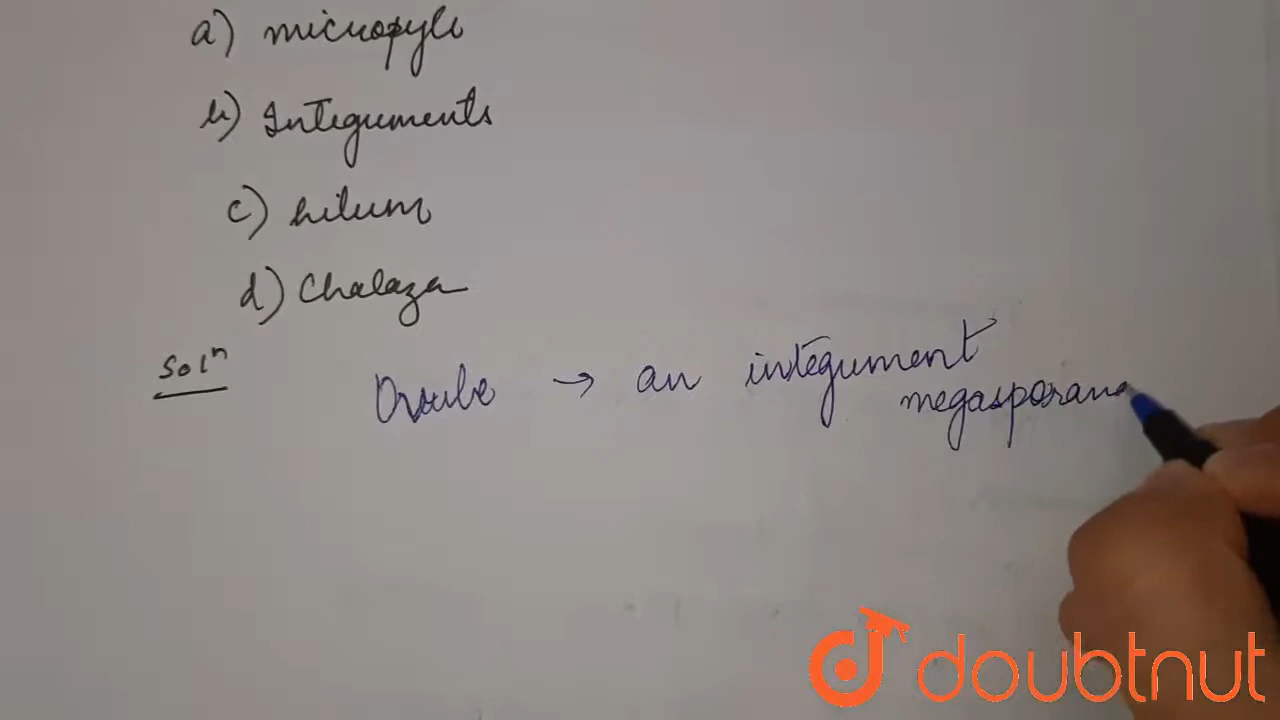 a) micropyle
b) Integuments
c) hilum
d) Chalaza
Solⁿ
Ovule → an integument
megasporan
doubtnut